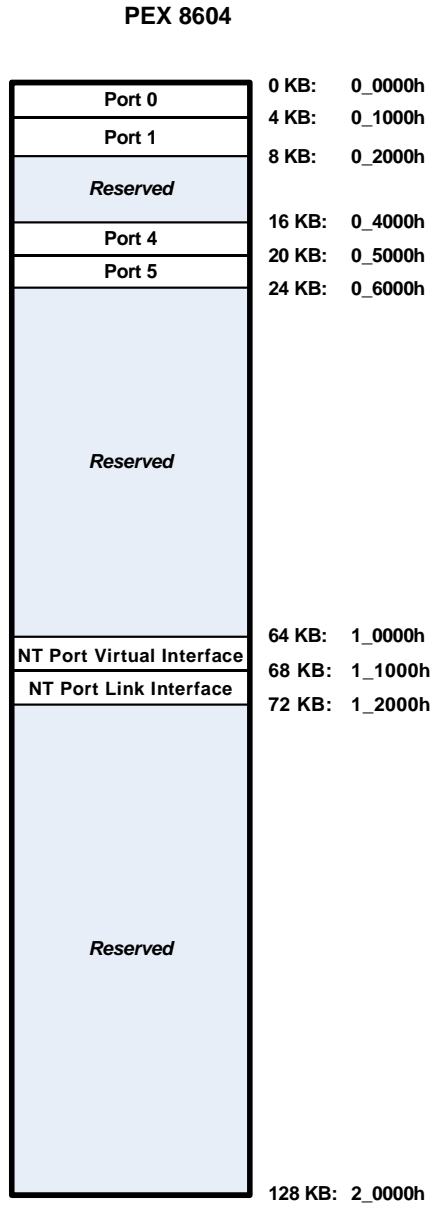 PEX 8604
0 KB: 0_0000h
Port 0
4 KB: 0_1000h
Port 1
8 KB: 0_2000h
Reserved
16 KB: 0_4000h
Port 4
20 KB: 0_5000h
Port 5
24 KB: 0_6000h
Reserved
64 KB: 1_0000h
NT Port Virtual Interface
68 KB: 1_1000h
NT Port Link Interface
72 KB: 1_2000h
Reserved
128 KB: 2_0000h